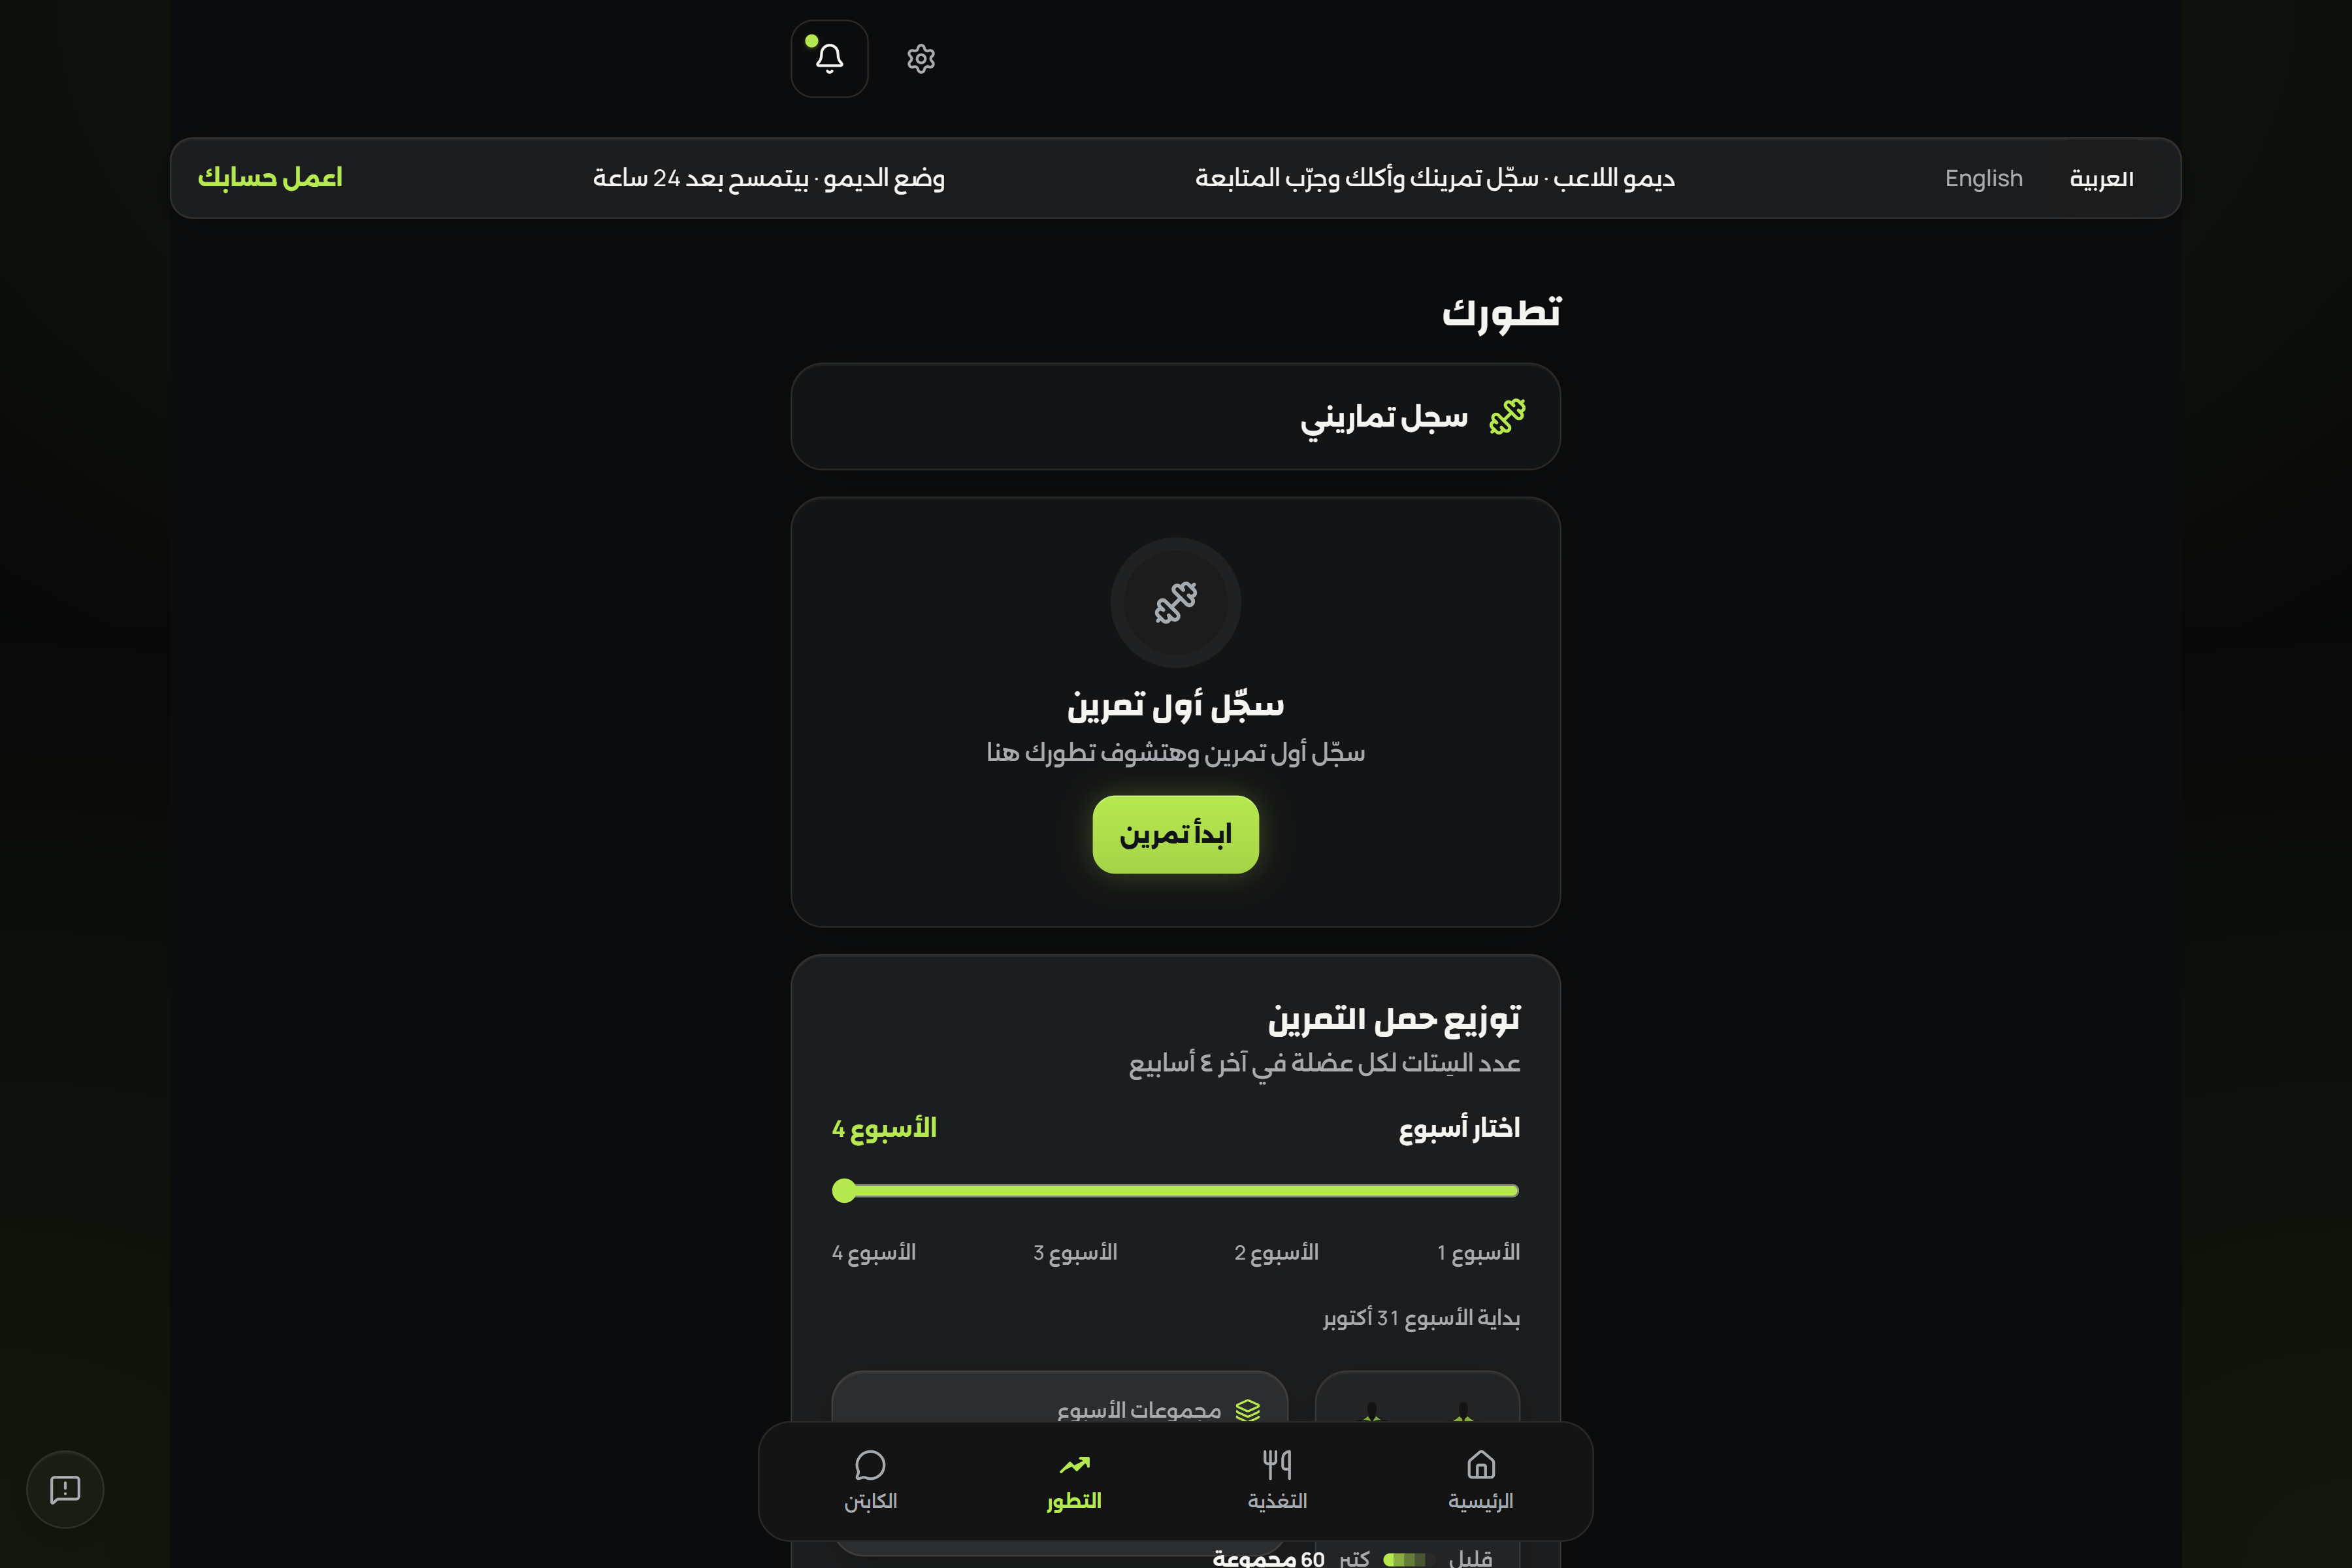 العربية
English
ديمو اللاعب · سجّل تمرينك وأكلك وجرّب المتابعة
وضع الديمو · بيتمسح بعد 24 ساعة
اعمل حسابك
تطورك
سجل تماريني
سجّل أول تمرين
سجّل أول تمرين وهتشوف تطورك هنا
ابدأ تمرين
توزيع حمل التمرين
عدد السِتات لكل عضلة في آخر ٤ أسابيع
اختار أسبوع
الأسبوع 4
الأسبوع 1
الأسبوع 2
الأسبوع 3
الأسبوع 4
بداية الأسبوع 31 أكتوبر
مجموعات الأسبوع
الرئيسية
التغذية
التطور
الكابتن
قليل
كتير
60 مجموعة